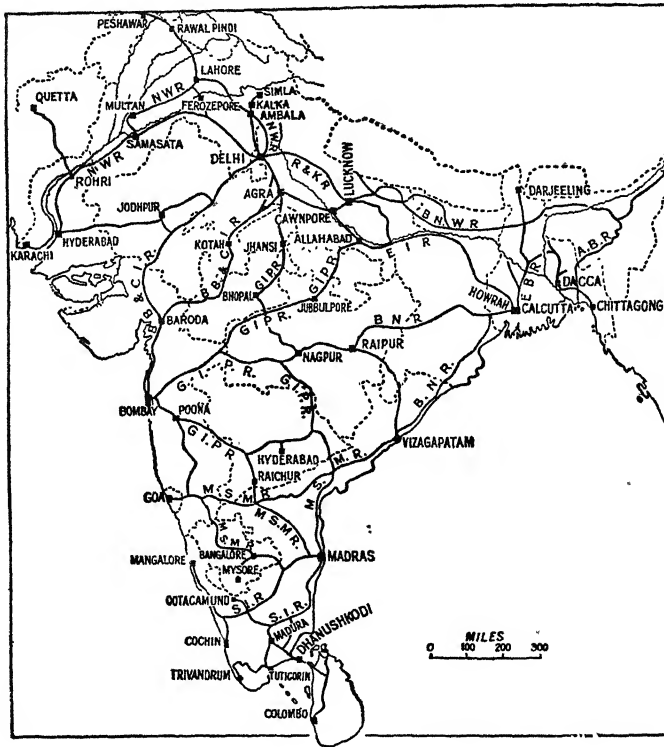 PESHAWAR
RAWAL PINDI
LAHORE
SIMLA
QUETTA
MULTAN
NWR
FEROZEPORE
KALKA
AMBALA
SAMASATA
NWR
DELHI
NWR
ROHRI
R & K R
LUCKNOW
DARJEELING
AGRA
B N W R
JODHPUR
CAWNPORE
A.B.R.
KARACHI
HYDERABAD
KOTAH
JHANSI
ALLAHABAD
E I R
DACCA
B B & C I R
B B & C I R
G.I.P.R.
G.I.P.R.
HOWRAH
E B R
BHOPAL
JUBBULPORE
CALCUTTA
CHITTAGONG
BARODA
G.I.P.R.
B N R
NAGPUR
RAIPUR
G.I.P.R.
G.I.P.R.
B.N.R.
BOMBAY
POONA
VIZAGAPATAM
G.I.P.R
HYDERABAD
RAICHUR
M.S.M.R.
GOA
M S M R
M S.M R.
M S M R
BANGALORE
MADRAS
MANGALORE
MYSORE
OOTACAMUND
S.I.R
S.I.R.
MADURA
DHANUSHKODI
COCHIN
MILES
0 100 200 300
TRIVANDRUM
TUTICORIN
COLOMBO